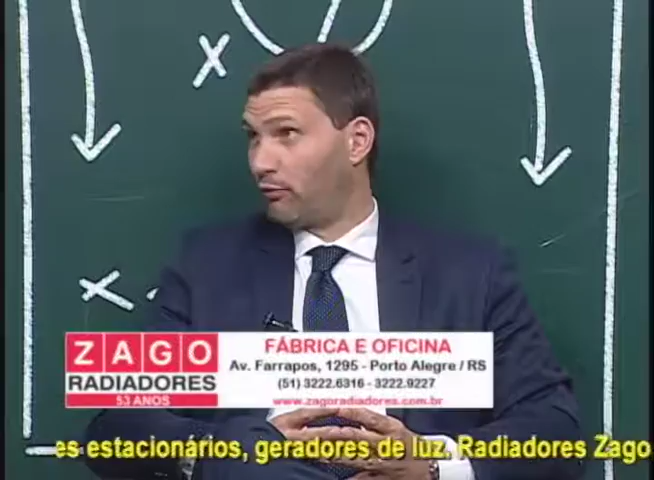 ZAGO
RADIADORES
53 ANOS
FÁBRICA E OFICINA
Av. Farrapos, 1295 - Porto Alegre / RS
(51) 3222.6316 - 3222.9227
www.zagoradiadores.com.br
es estacionários, geradores de luz. Radiadores Zago